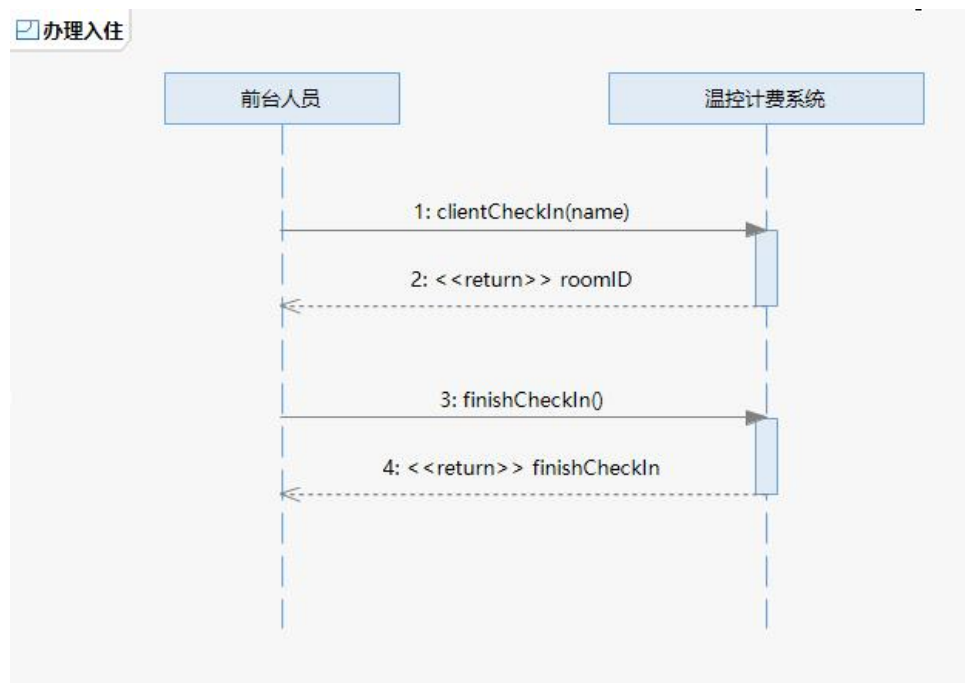 办理入住
前台人员
温控计费系统
1: clientCheckIn(name)
2: <<return>> roomID
3: finishCheckIn()
4: <<return>> finishCheckIn